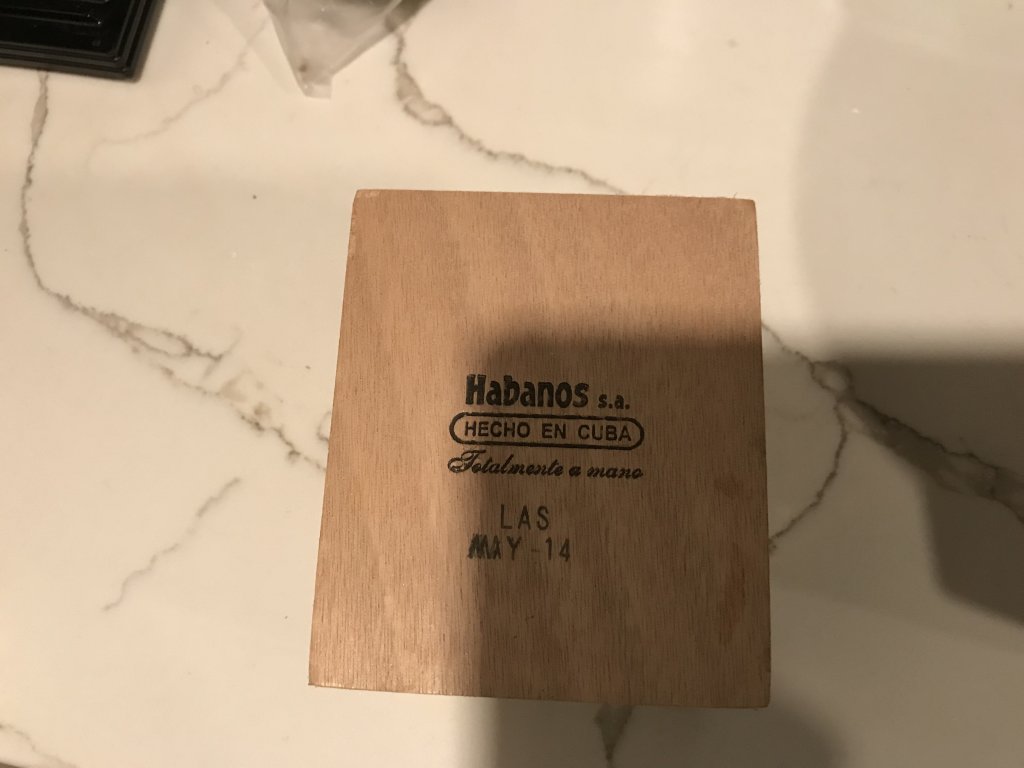 Habanos s.a.
HECHO EN CUBA
Totalmente a mano
LAS
MAY-14